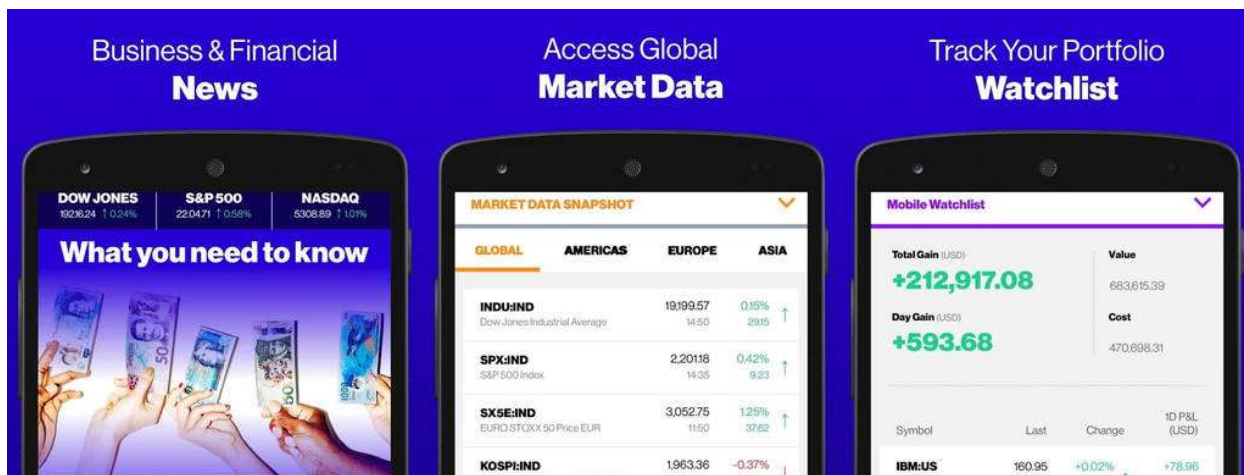 Business & Financial
News
DOW JONES
19216.24 ↑ 0.24%
S&P 500
22.04.71 ↑ 0.58%
NASDAQ
5308.89 ↑ 1.01%
What you need to know
50
50
1000
Access Global
Market Data
MARKET DATA SNAPSHOT
GLOBAL AMERICAS EUROPE ASIA
INDU:IND 19,199.57 0.15% ↑
Dow Jones Industrial Average 14:50 29.15
SPX:IND 2,201.18 0.42% ↑
S&P 500 Index 14:35 9.23
SX5E:IND 3,052.75 1.25% ↑
EURO STOXX 50 Price EUR 11:50 37.62
KOSPI:IND 1,963.36 -0.37% ↓
Track Your Portfolio
Watchlist
Mobile Watchlist
Total Gain (USD) Value
+212,917.08 683,615.39
Day Gain (USD) Cost
+593.68 470,698.31
Symbol Last Change 1D P&L (USD)
IBM:US 160.95 +0.02% ↑ +78.96